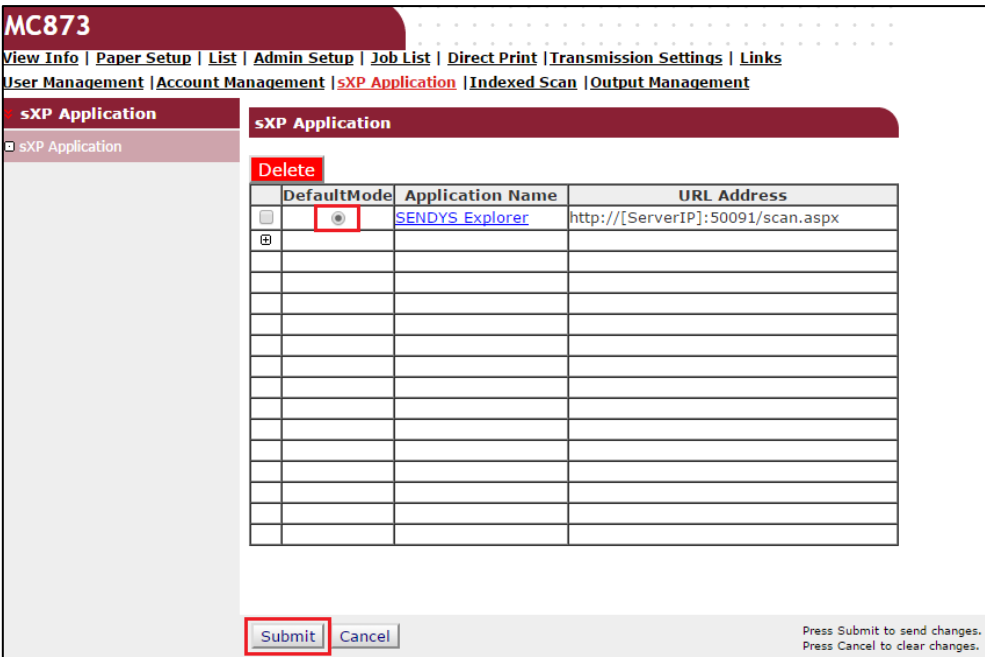 MC873
View Info | Paper Setup | List | Admin Setup | Job List | Direct Print |Transmission Settings | Links
User Management |Account Management |sXP Application |Indexed Scan |Output Management
sXP Application
sXP Application
sXP Application
Delete
DefaultMode Application Name URL Address
SENDYS Explorer http://[ServerIP]:50091/scan.aspx
Submit Cancel
Press Submit to send changes.
Press Cancel to clear changes.